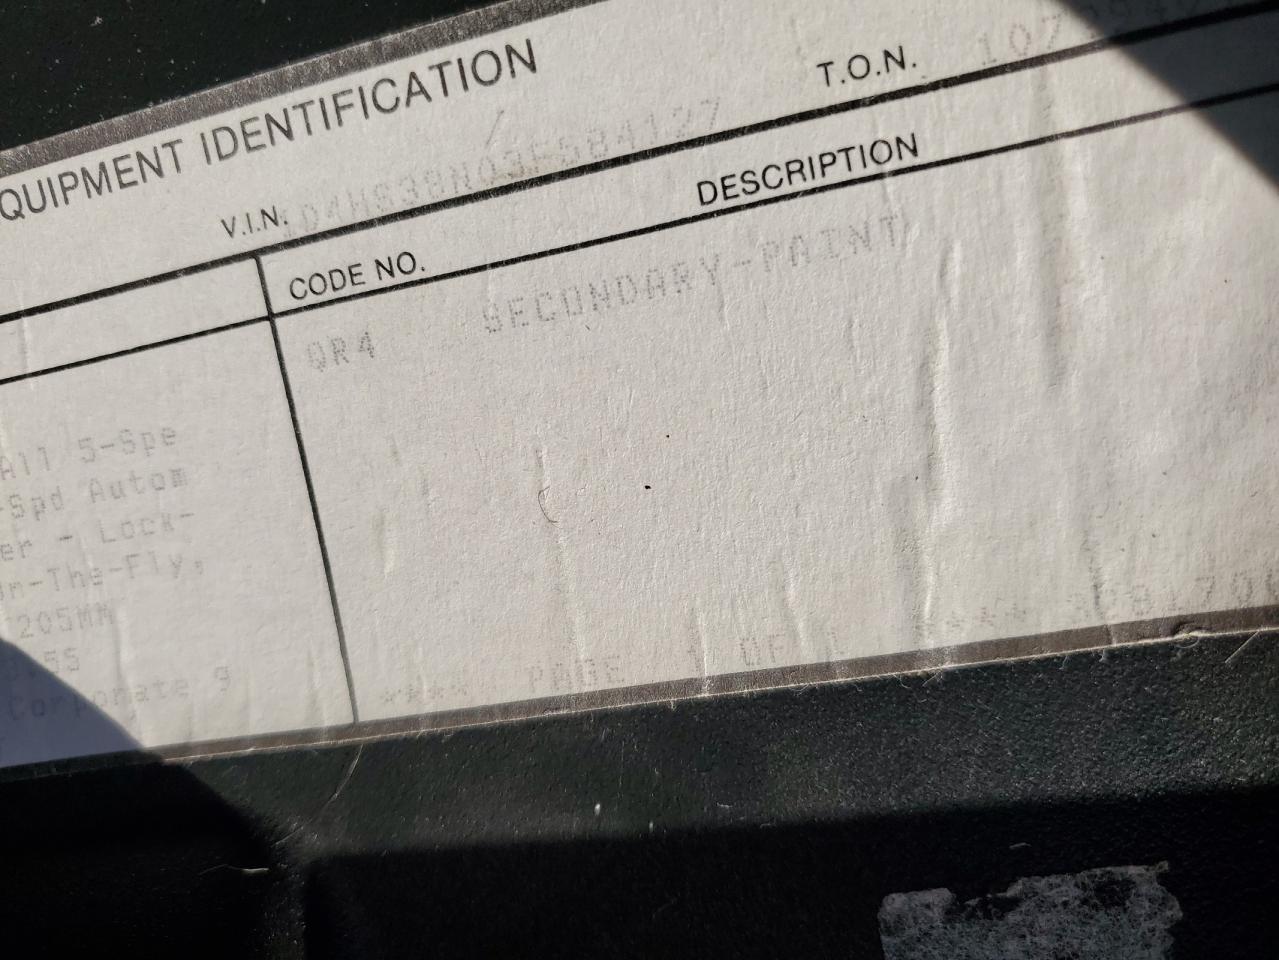 QUIPMENT IDENTIFICATION
V.I.N. T.O.N.
CODE NO. DESCRIPTION
QR4 SECONDARY-PAINT
All 5-Spe
-Spd Autom
er - Lock-
In-The-Fly,
205MM
Corporate 9
**** PAGE 1 OF 1 ****